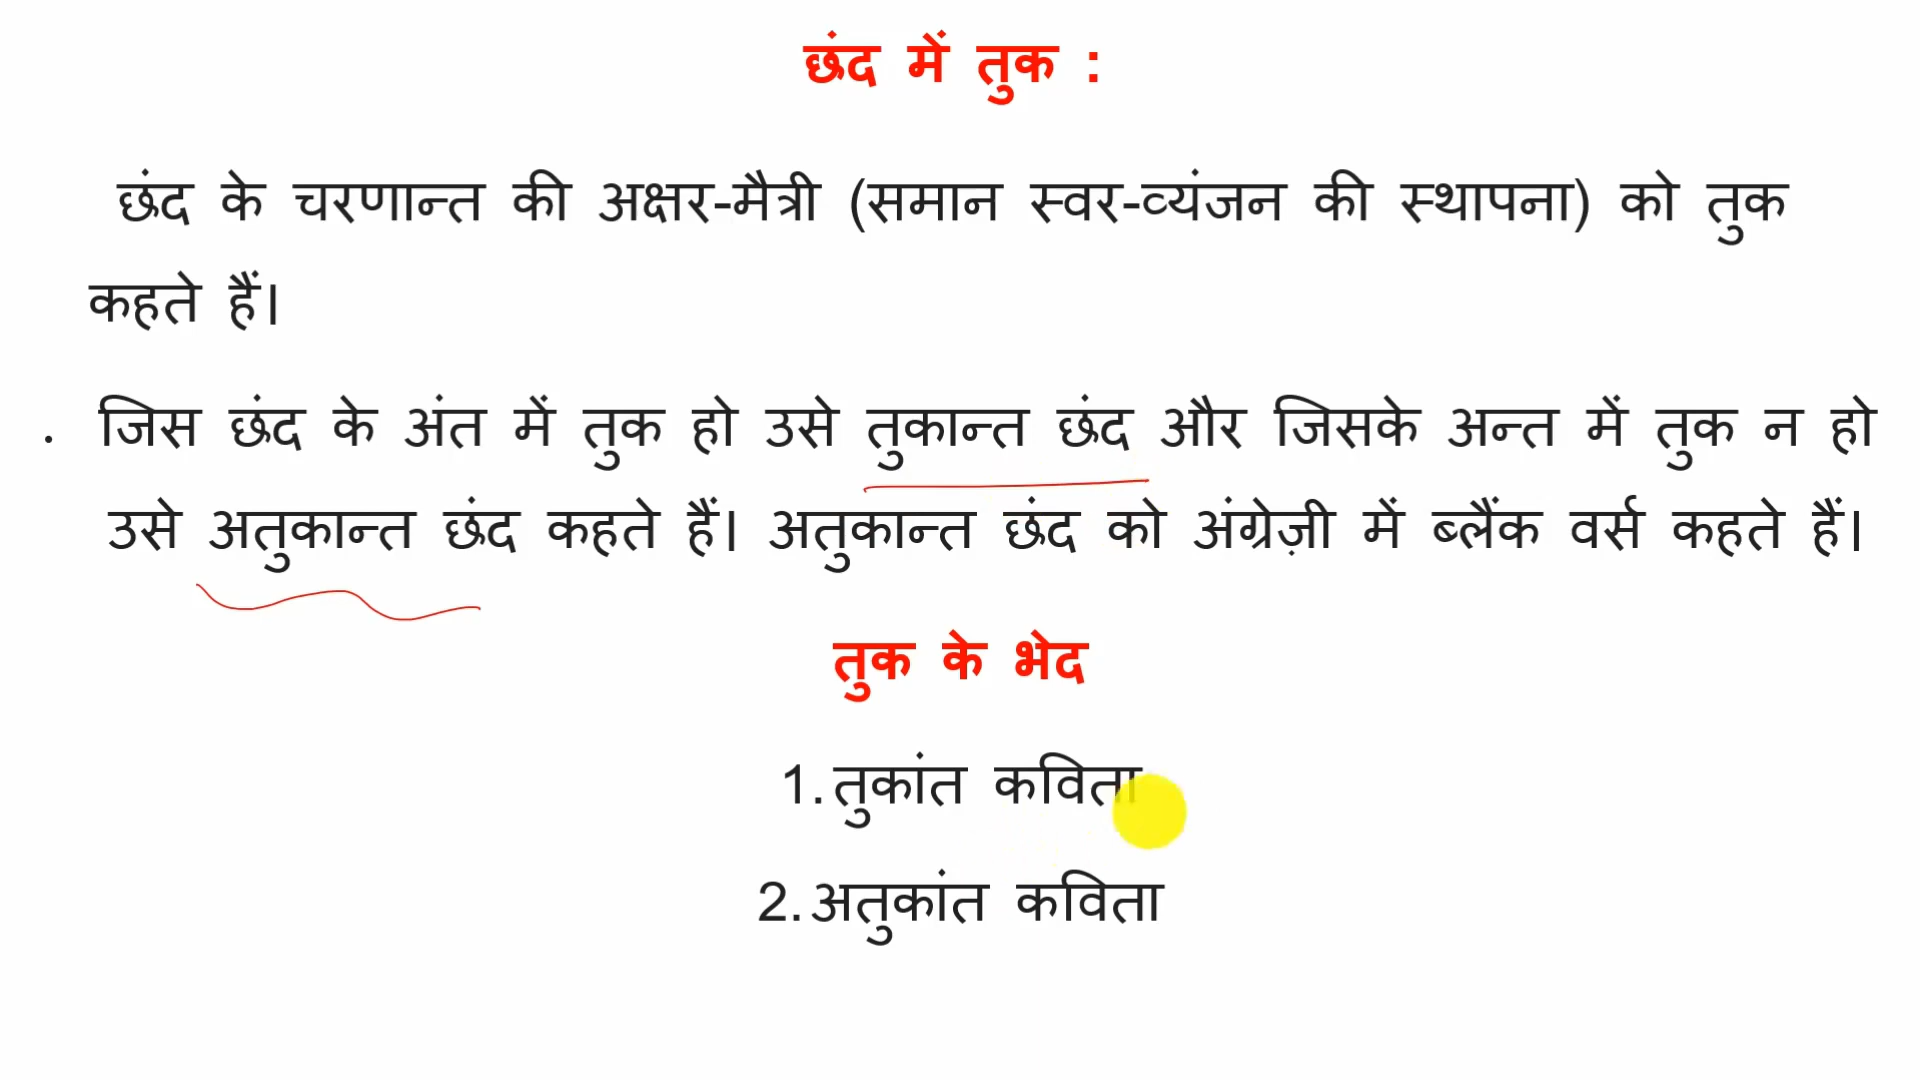 छंद में तुक :
छंद के चरणान्त की अक्षर-मैत्री (समान स्वर-व्यंजन की स्थापना) को तुक
कहते हैं।
. जिस छंद के अंत में तुक हो उसे तुकान्त छंद और जिसके अन्त में तुक न हो
उसे अतुकान्त छंद कहते हैं। अतुकान्त छंद को अंग्रेज़ी में ब्लैंक वर्स कहते हैं।
तुक के भेद
1. तुकांत कविता
2. अतुकांत कविता